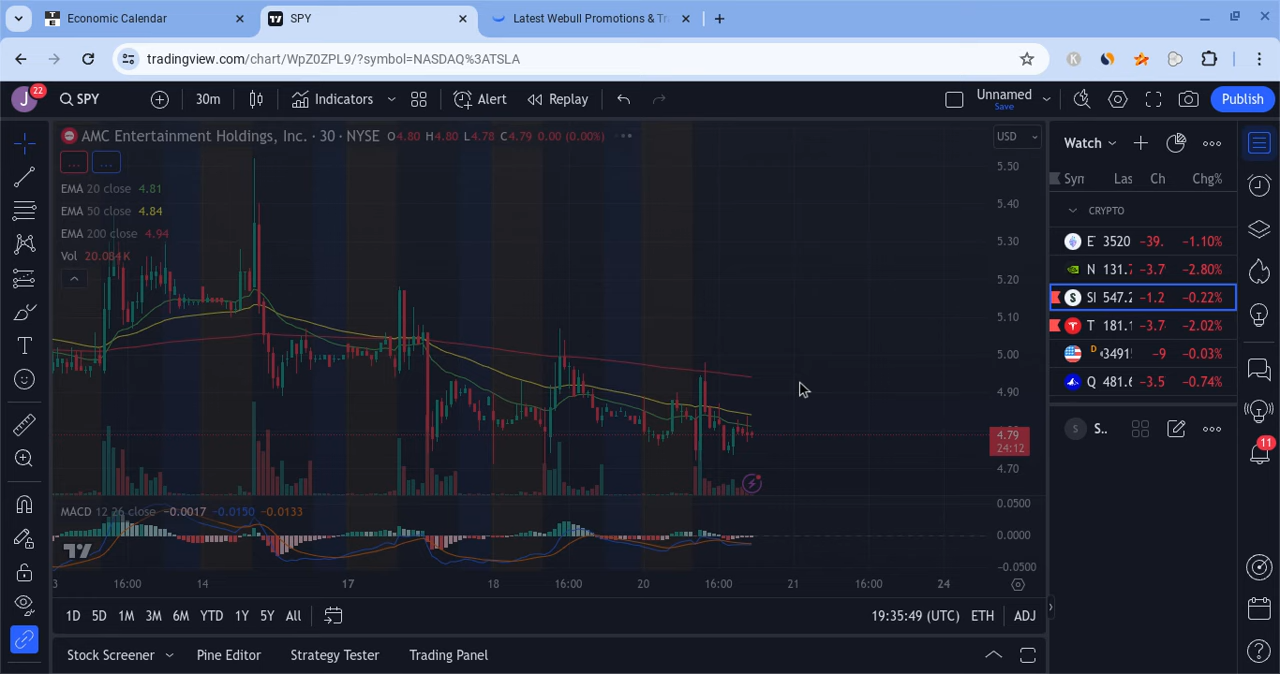 Economic Calendar
SPY
Latest Webull Promotions & Tr
tradingview.com/chart/WpZ0ZPL9/?symbol=NASDAQ%3ATSLA
J 22 SPY 30m Indicators Alert Replay Unnamed Save Publish
AMC Entertainment Holdings, Inc. · 30 · NYSE O4.80 H4.80 L4.78 C4.79 0.00 (0.00%)
USD
EMA 20 close 4.81
EMA 50 close 4.84
EMA 200 close 4.94
Vol 20.084K
5.50
5.40
5.30
5.20
5.10
5.00
4.90
4.79
24:12
4.70
MACD 12 26 close −0.0017 −0.0150 −0.0133
0.0500
0.0000
−0.0500
3 16:00 14 17 18 16:00 20 16:00 21 16:00 24
1D 5D 1M 3M 6M YTD 1Y 5Y All
19:35:49 (UTC) ETH ADJ
Stock Screener Pine Editor Strategy Tester Trading Panel
Watch
Syn Las Ch Chg%
CRYPTO
E 3520 −39. −1.10%
N 131. −3.7 −2.80%
S 547.2 −1.2 −0.22%
T 181.1 −3.7 −2.02%
D 3491 −9 −0.03%
Q 481.6 −3.5 −0.74%
S S..
11